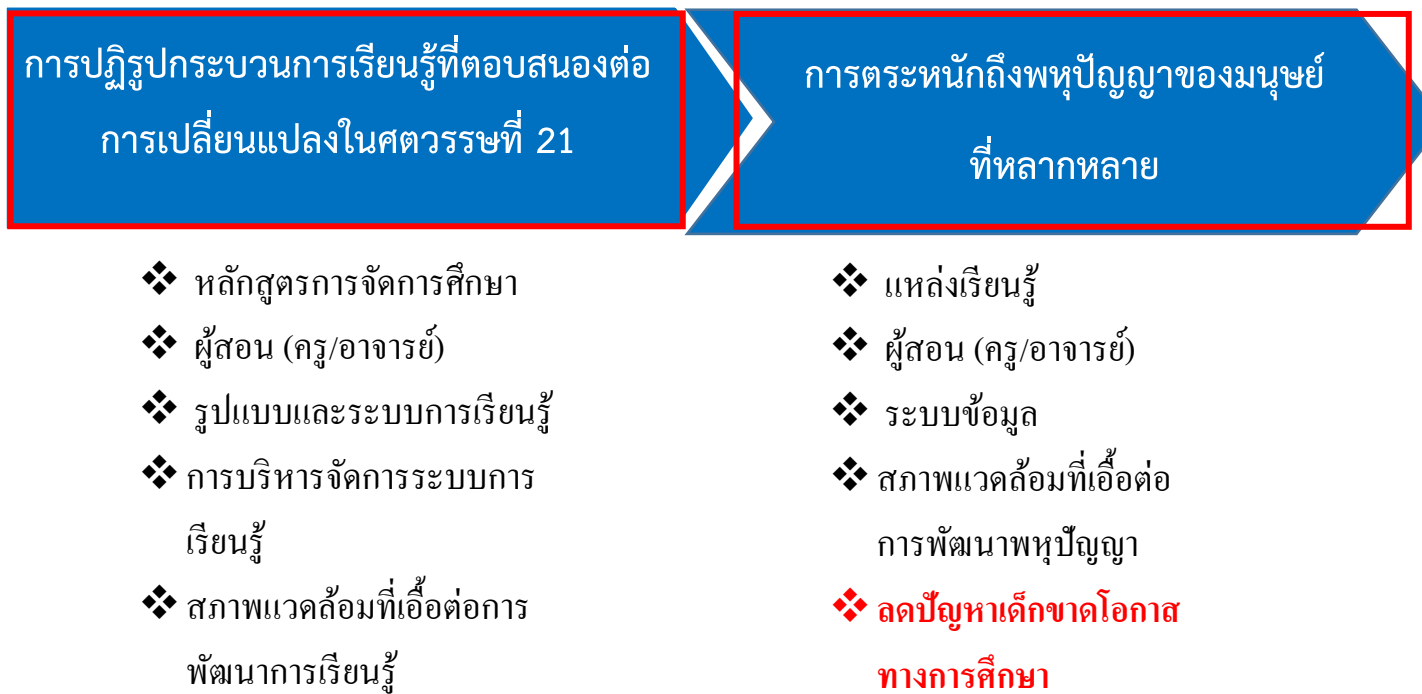 การปฏิรูปกระบวนการเรียนรู้ที่ตอบสนองต่อ
การเปลี่ยนแปลงในศตวรรษที่ 21
❖ หลักสูตรการจัดการศึกษา
❖ ผู้สอน (ครู/อาจารย์)
❖ รูปแบบและระบบการเรียนรู้
❖ การบริหารจัดการระบบการ
เรียนรู้
❖ สภาพแวดล้อมที่เอื้อต่อการ
พัฒนาการเรียนรู้
การตระหนักถึงพหุปัญญาของมนุษย์
ที่หลากหลาย
❖ แหล่งเรียนรู้
❖ ผู้สอน (ครู/อาจารย์)
❖ ระบบข้อมูล
❖ สภาพแวดล้อมที่เอื้อต่อ
การพัฒนาพหุปัญญา
❖ ลดปัญหาเด็กขาดโอกาส
ทางการศึกษา